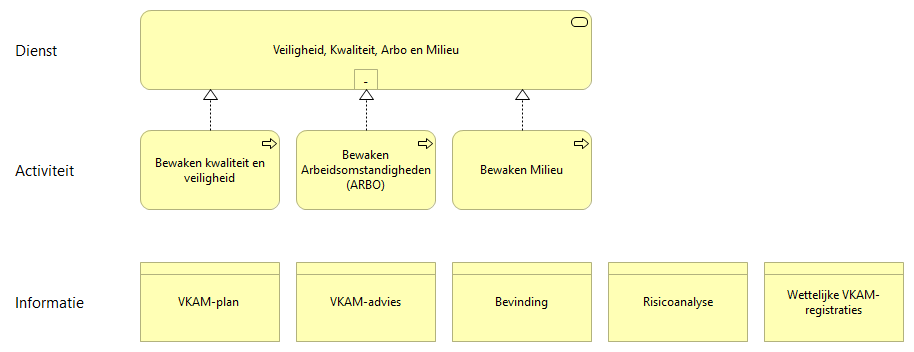 Dienst
Veiligheid, Kwaliteit, Arbo en Milieu
-
Activiteit
Bewaken kwaliteit en
veiligheid
Bewaken
Arbeidsomstandigheden
(ARBO)
Bewaken Milieu
Informatie
VKAM-plan
VKAM-advies
Bevinding
Risicoanalyse
Wettelijke VKAM-
registraties